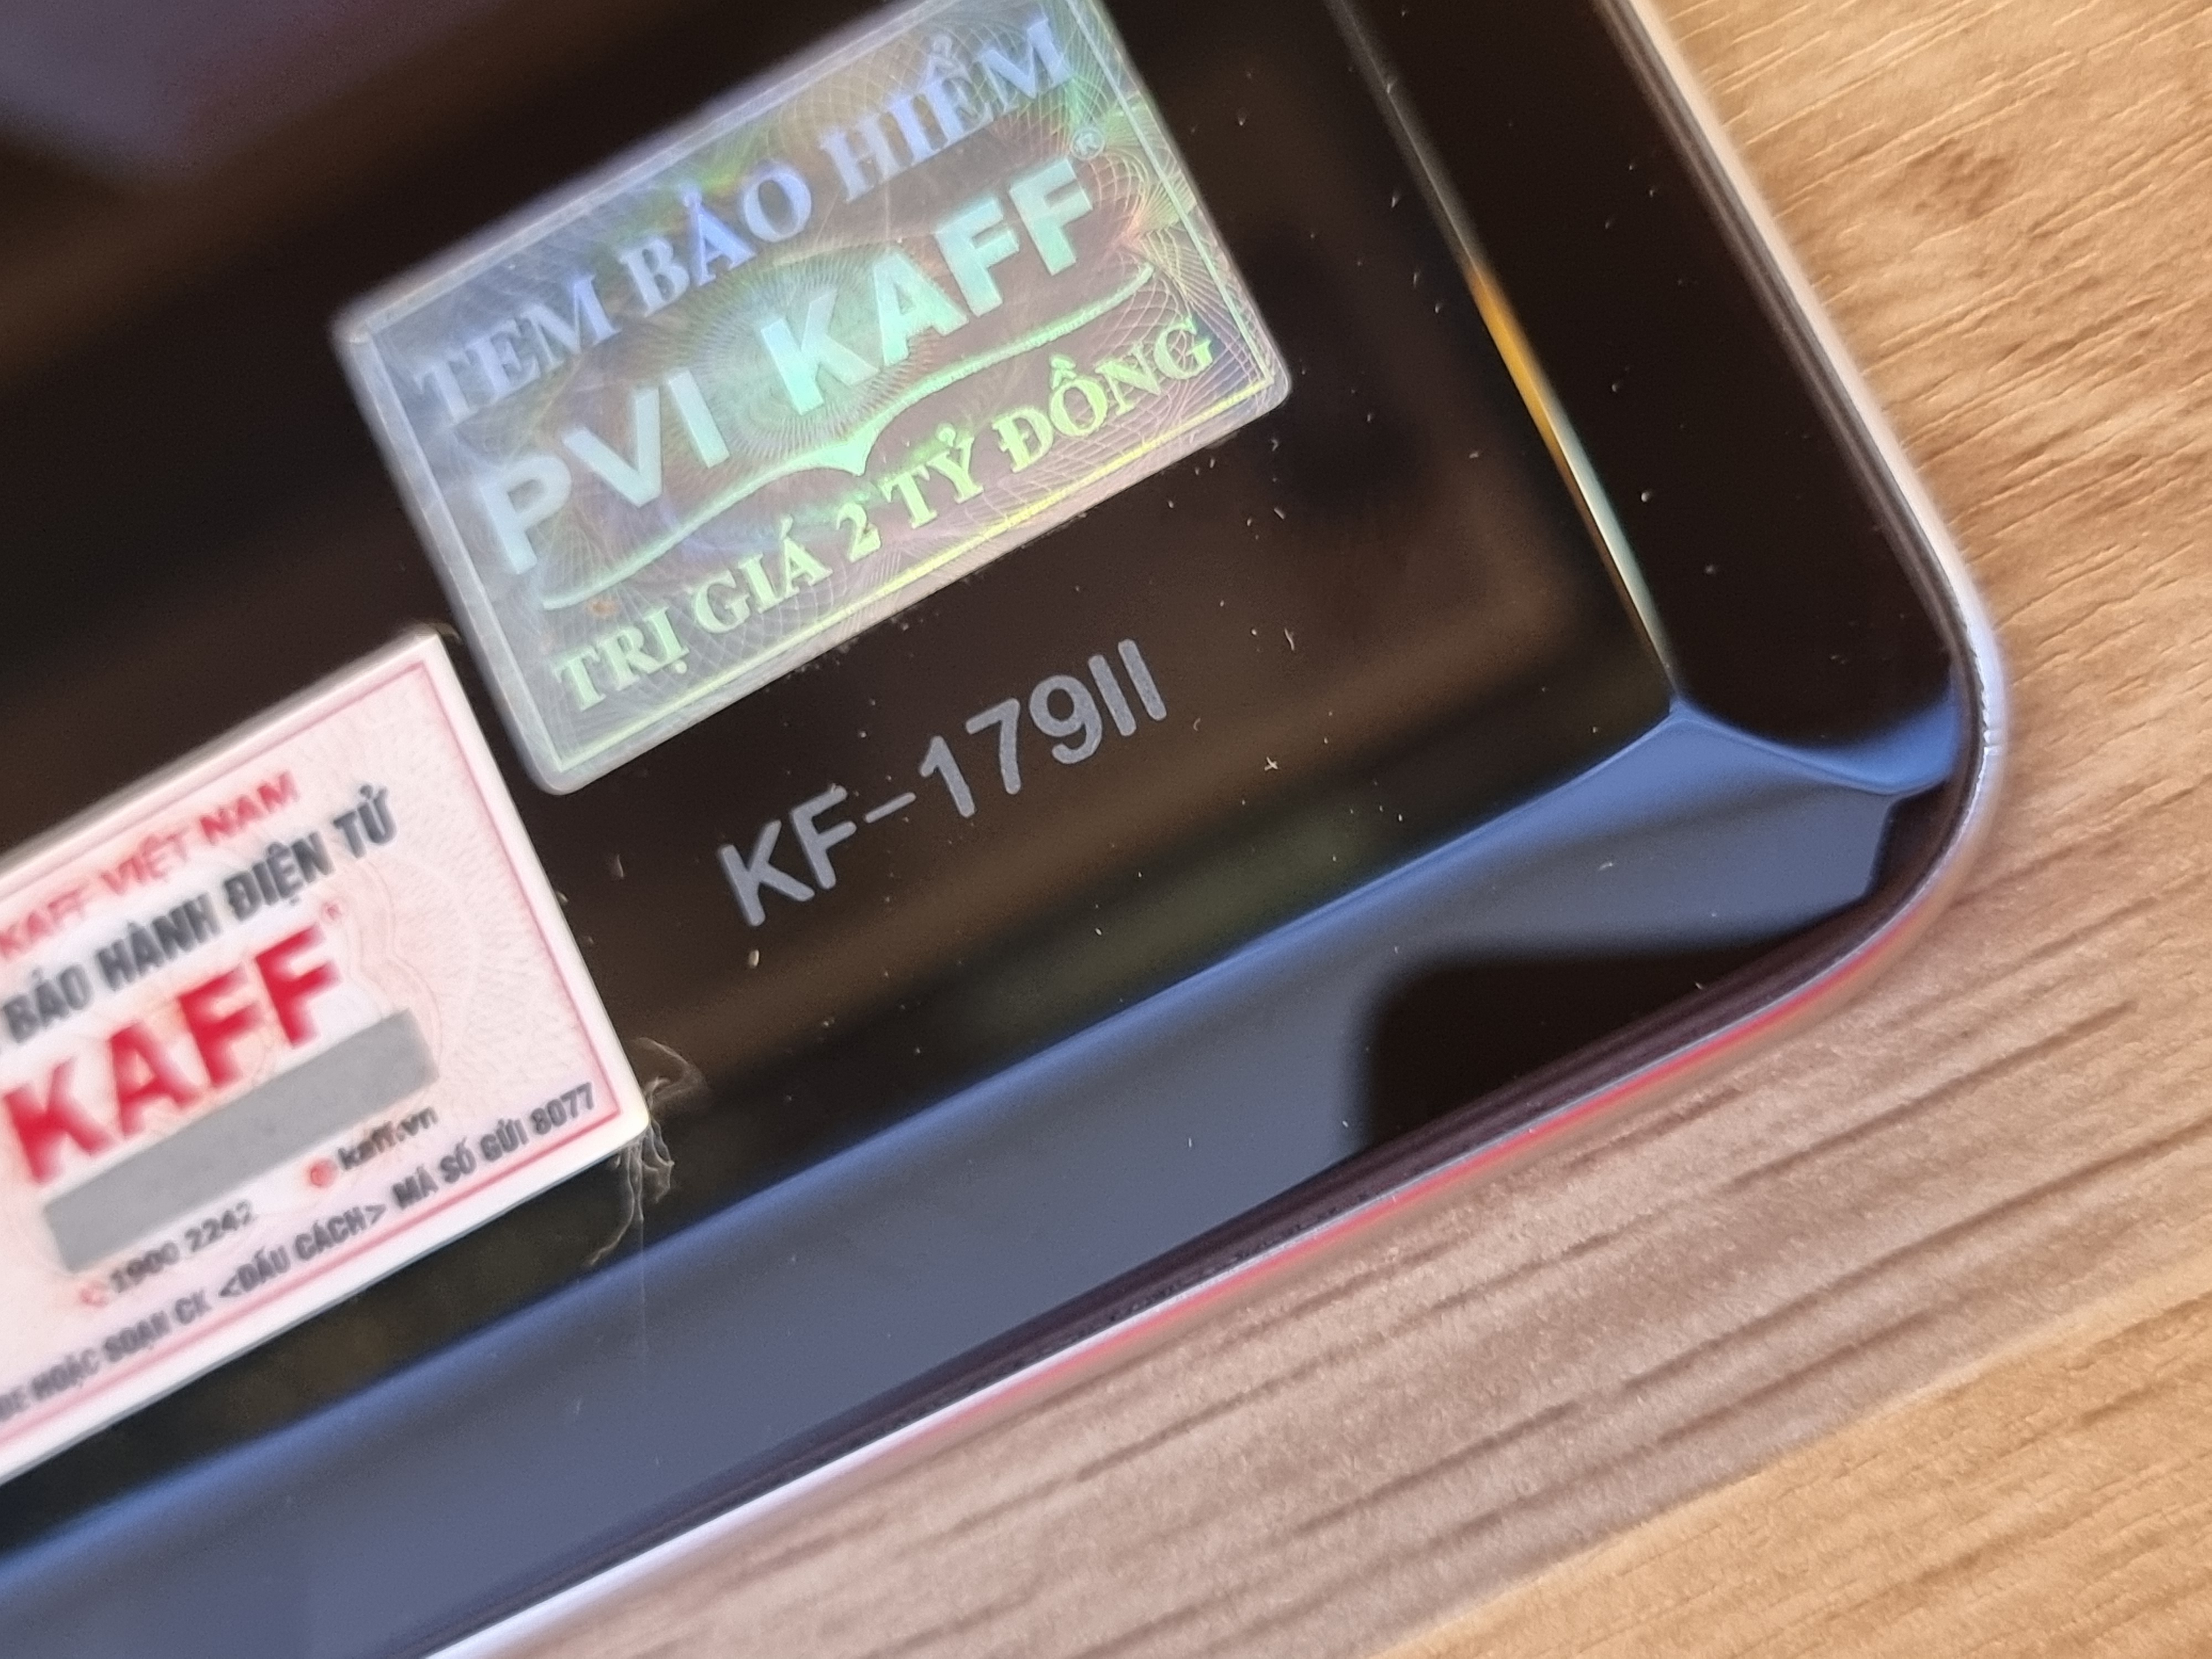 TEM BẢO HIỂM
PVI KAFF®
TRỊ GIÁ 2 TỶ ĐỒNG
KF-179II
KAFF VIỆT NAM
BẢO HÀNH ĐIỆN TỬ
KAFF®
kaff.vn
1900 2242
HOẶC SOẠN CK <DẤU CÁCH> MÃ SỐ GỬI 8077